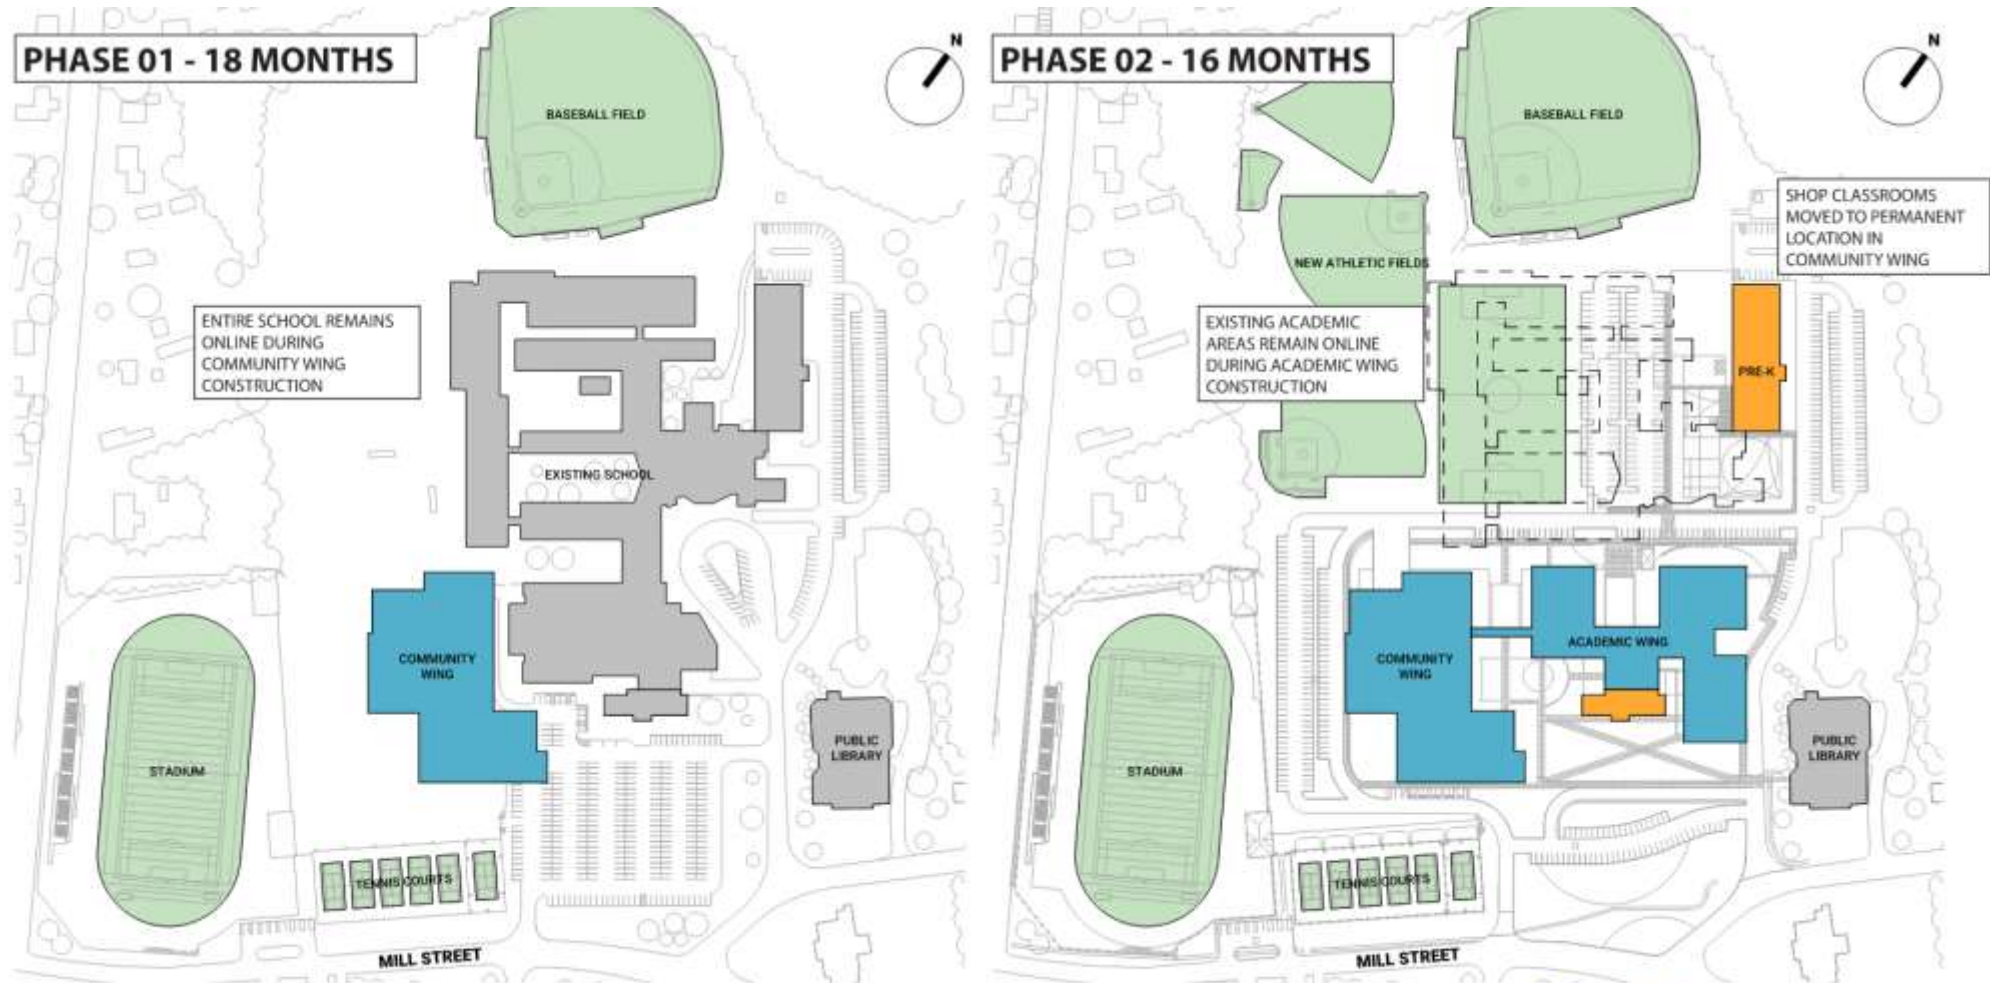 PHASE 01 - 18 MONTHS
N
BASEBALL FIELD
ENTIRE SCHOOL REMAINS
ONLINE DURING
COMMUNITY WING
CONSTRUCTION
EXISTING SCHOOL
COMMUNITY
WING
STADIUM
PUBLIC
LIBRARY
TENNIS COURTS
MILL STREET
PHASE 02 - 16 MONTHS
N
BASEBALL FIELD
SHOP CLASSROOMS
MOVED TO PERMANENT
LOCATION IN
COMMUNITY WING
NEW ATHLETIC FIELDS
EXISTING ACADEMIC
AREAS REMAIN ONLINE
DURING ACADEMIC WING
CONSTRUCTION
PRE-K
ACADEMIC WING
COMMUNITY
WING
PUBLIC
LIBRARY
STADIUM
TENNIS COURTS
MILL STREET